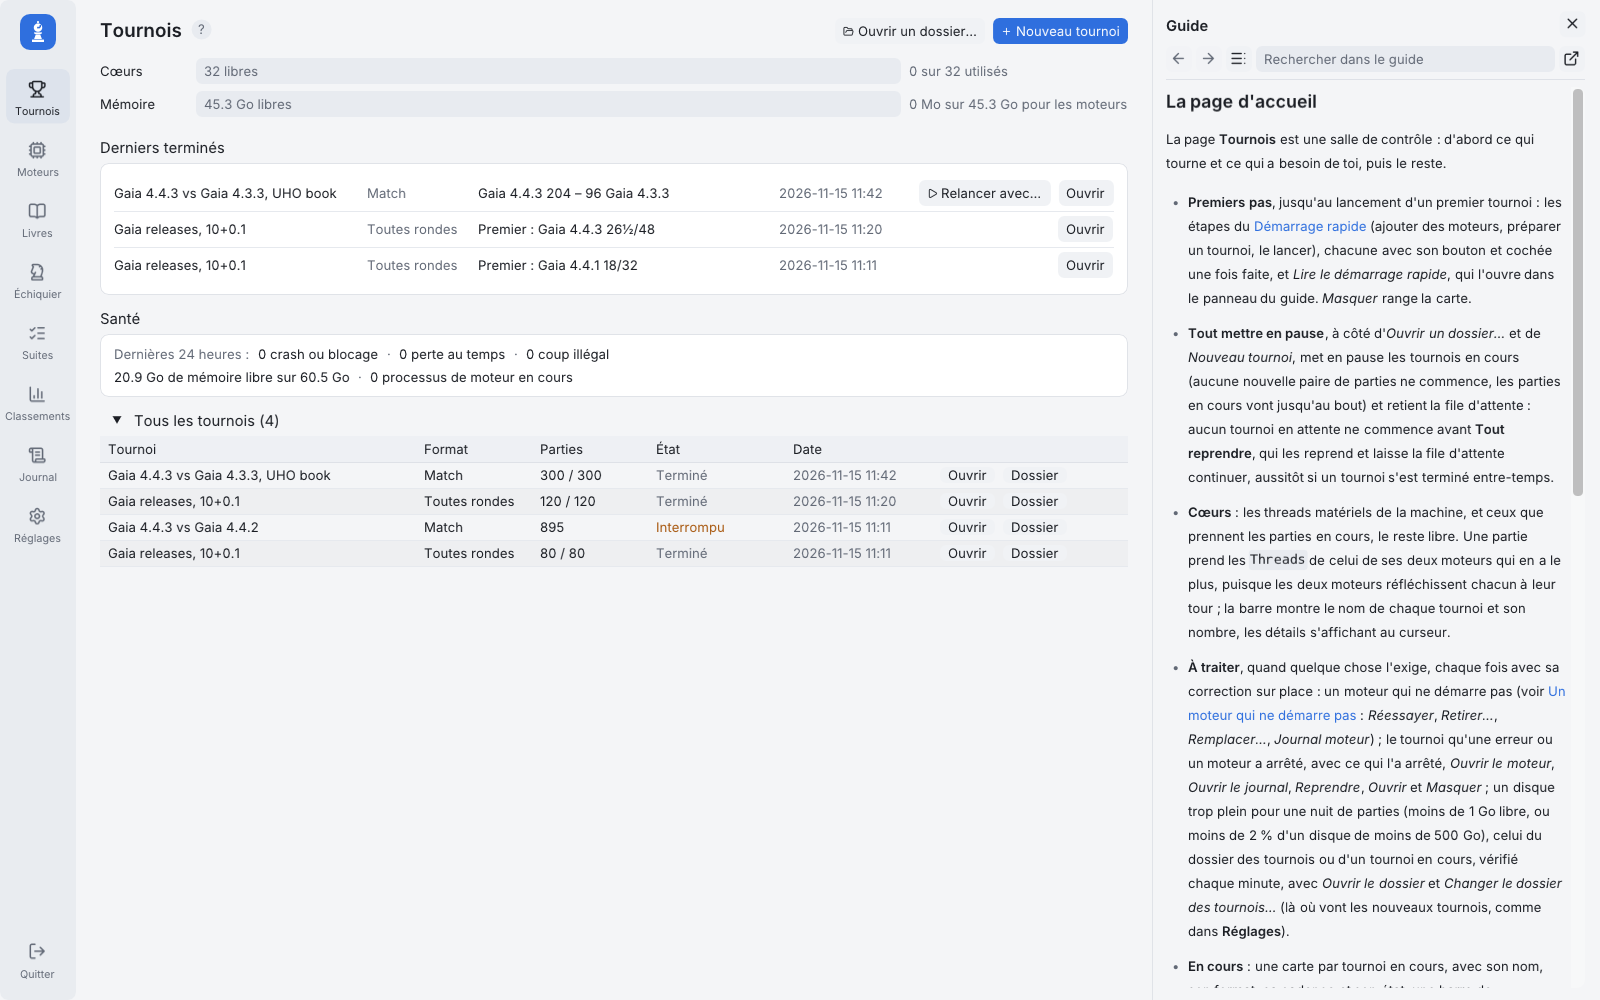 Tournois
Moteurs
Livres
Échiquier
Suites
Classements
Journal
Réglages
Quitter
Tournois ?
Ouvrir un dossier...
+ Nouveau tournoi
Cœurs
32 libres
0 sur 32 utilisés
Mémoire
45.3 Go libres
0 Mo sur 45.3 Go pour les moteurs
Derniers terminés
Gaia 4.4.3 vs Gaia 4.3.3, UHO book Match Gaia 4.4.3 204 – 96 Gaia 4.3.3 2026-11-15 11:42 Relancer avec... Ouvrir
Gaia releases, 10+0.1 Toutes rondes Premier : Gaia 4.4.3 26½/48 2026-11-15 11:20 Ouvrir
Gaia releases, 10+0.1 Toutes rondes Premier : Gaia 4.4.1 18/32 2026-11-15 11:11 Ouvrir
Santé
Dernières 24 heures : 0 crash ou blocage · 0 perte au temps · 0 coup illégal
20.9 Go de mémoire libre sur 60.5 Go · 0 processus de moteur en cours
▼ Tous les tournois (4)
Tournoi Format Parties État Date
Gaia 4.4.3 vs Gaia 4.3.3, UHO book Match 300 / 300 Terminé 2026-11-15 11:42 Ouvrir Dossier
Gaia releases, 10+0.1 Toutes rondes 120 / 120 Terminé 2026-11-15 11:20 Ouvrir Dossier
Gaia 4.4.3 vs Gaia 4.4.2 Match 895 Interrompu 2026-11-15 11:11 Ouvrir Dossier
Gaia releases, 10+0.1 Toutes rondes 80 / 80 Terminé 2026-11-15 11:11 Ouvrir Dossier
Guide
Rechercher dans le guide
La page d'accueil
La page Tournois est une salle de contrôle : d'abord ce qui
tourne et ce qui a besoin de toi, puis le reste.
• Premiers pas, jusqu'au lancement d'un premier tournoi : les
étapes du Démarrage rapide (ajouter des moteurs, préparer
un tournoi, le lancer), chacune avec son bouton et cochée
une fois faite, et Lire le démarrage rapide, qui l'ouvre dans
le panneau du guide. Masquer range la carte.
• Tout mettre en pause, à côté d'Ouvrir un dossier... et de
Nouveau tournoi, met en pause les tournois en cours
(aucune nouvelle paire de parties ne commence, les parties
en cours vont jusqu'au bout) et retient la file d'attente :
aucun tournoi en attente ne commence avant Tout
reprendre, qui les reprend et laisse la file d'attente
continuer, aussitôt si un tournoi s'est terminé entre-temps.
• Cœurs : les threads matériels de la machine, et ceux que
prennent les parties en cours, le reste libre. Une partie
prend les Threads de celui de ses deux moteurs qui en a le
plus, puisque les deux moteurs réfléchissent chacun à leur
tour ; la barre montre le nom de chaque tournoi et son
nombre, les détails s'affichant au curseur.
• À traiter, quand quelque chose l'exige, chaque fois avec sa
correction sur place : un moteur qui ne démarre pas (voir Un
moteur qui ne démarre pas : Réessayer, Retirer...,
Remplacer..., Journal moteur) ; le tournoi qu'une erreur ou
un moteur a arrêté, avec ce qui l'a arrêté, Ouvrir le moteur,
Ouvrir le journal, Reprendre, Ouvrir et Masquer ; un disque
trop plein pour une nuit de parties (moins de 1 Go libre, ou
moins de 2 % d'un disque de moins de 500 Go), celui du
dossier des tournois ou d'un tournoi en cours, vérifié
chaque minute, avec Ouvrir le dossier et Changer le dossier
des tournois... (là où vont les nouveaux tournois, comme
dans Réglages).
• En cours : une carte par tournoi en cours, avec son nom,